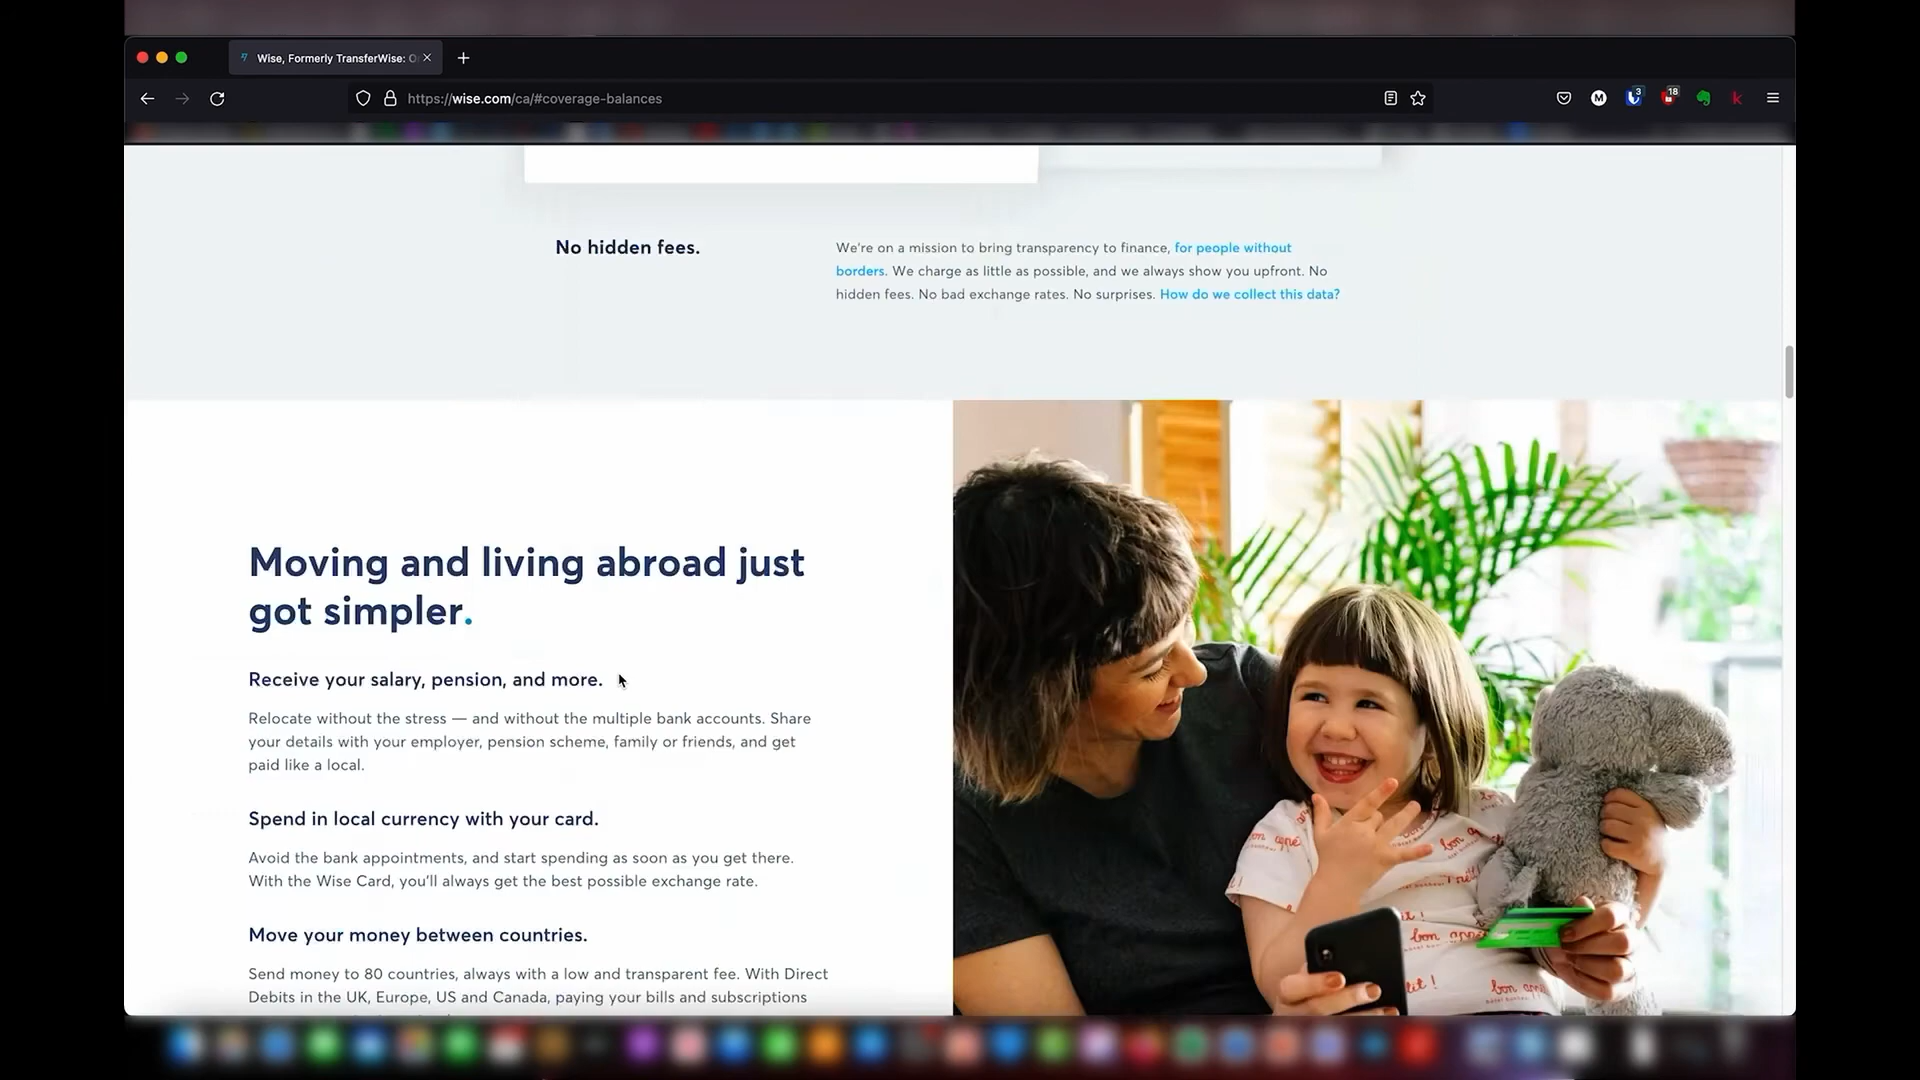 Wise, Formerly TransferWise: O
https://wise.com/ca/#coverage-balances
M
3
18
k
No hidden fees.
We're on a mission to bring transparency to finance, for people without
borders. We charge as little as possible, and we always show you upfront. No
hidden fees. No bad exchange rates. No surprises. How do we collect this data?
Moving and living abroad just
got simpler.
Receive your salary, pension, and more.
Relocate without the stress — and without the multiple bank accounts. Share
your details with your employer, pension scheme, family or friends, and get
paid like a local.
Spend in local currency with your card.
Avoid the bank appointments, and start spending as soon as you get there.
With the Wise Card, you'll always get the best possible exchange rate.
Move your money between countries.
Send money to 80 countries, always with a low and transparent fee. With Direct
Debits in the UK, Europe, US and Canada, paying your bills and subscriptions